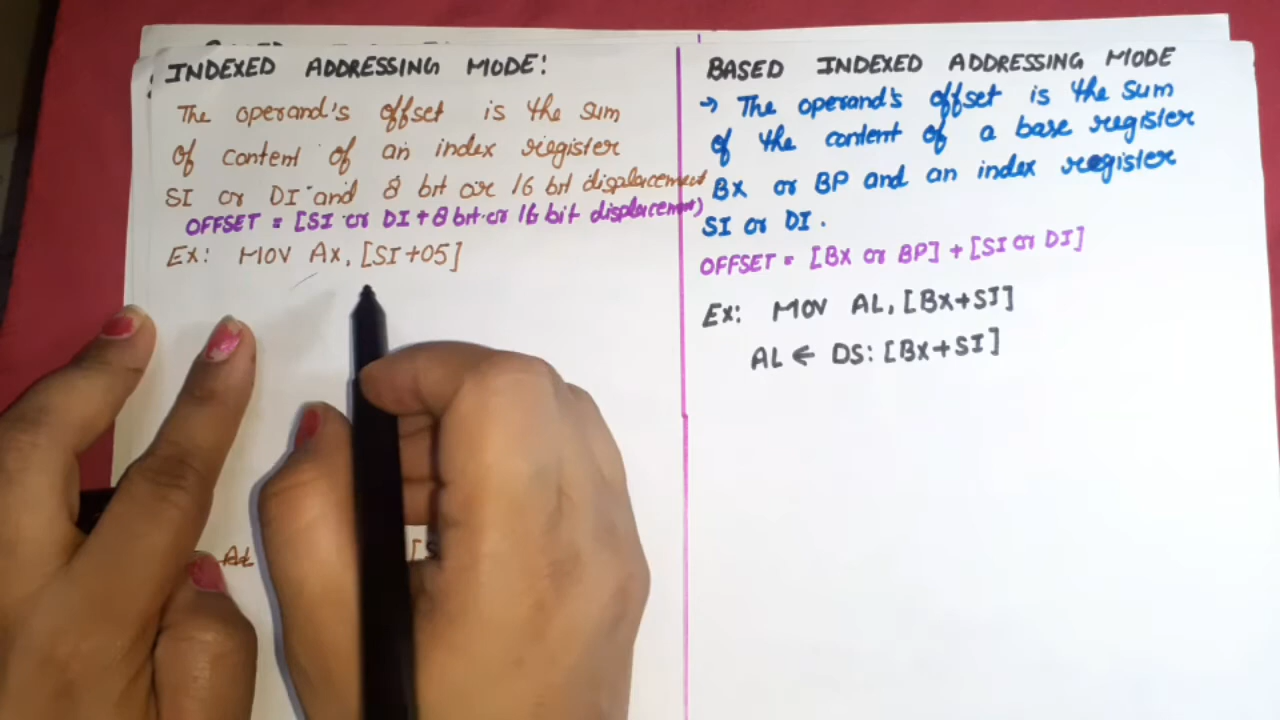 INDEXED ADDRESSING MODE:
The operand's offset is the sum
of content of an index register
SI or DI and 8 bit or 16 bit displacement
OFFSET = [SI or DI + 8 bit or 16 bit displacement)
Ex: MOV AX, [SI+05]
BASED INDEXED ADDRESSING MODE
→ The operand's offset is the sum
of the content of a base register
BX or BP and an index register
SI or DI.
OFFSET = [BX or BP] + [SI or DI]
Ex: MOV AL, [BX+SI]
AL ← DS: [BX+SI]